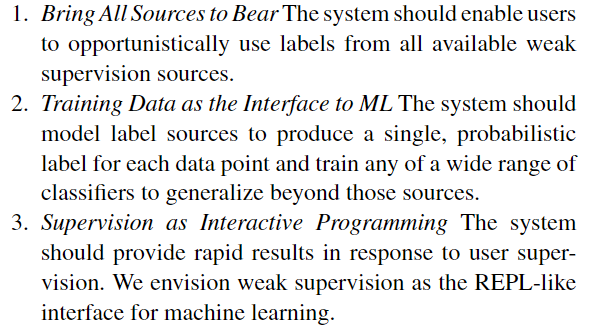 1. Bring All Sources to Bear The system should enable users
to opportunistically use labels from all available weak
supervision sources.
2. Training Data as the Interface to ML The system should
model label sources to produce a single, probabilistic
label for each data point and train any of a wide range of
classifiers to generalize beyond those sources.
3. Supervision as Interactive Programming The system
should provide rapid results in response to user super-
vision. We envision weak supervision as the REPL-like
interface for machine learning.